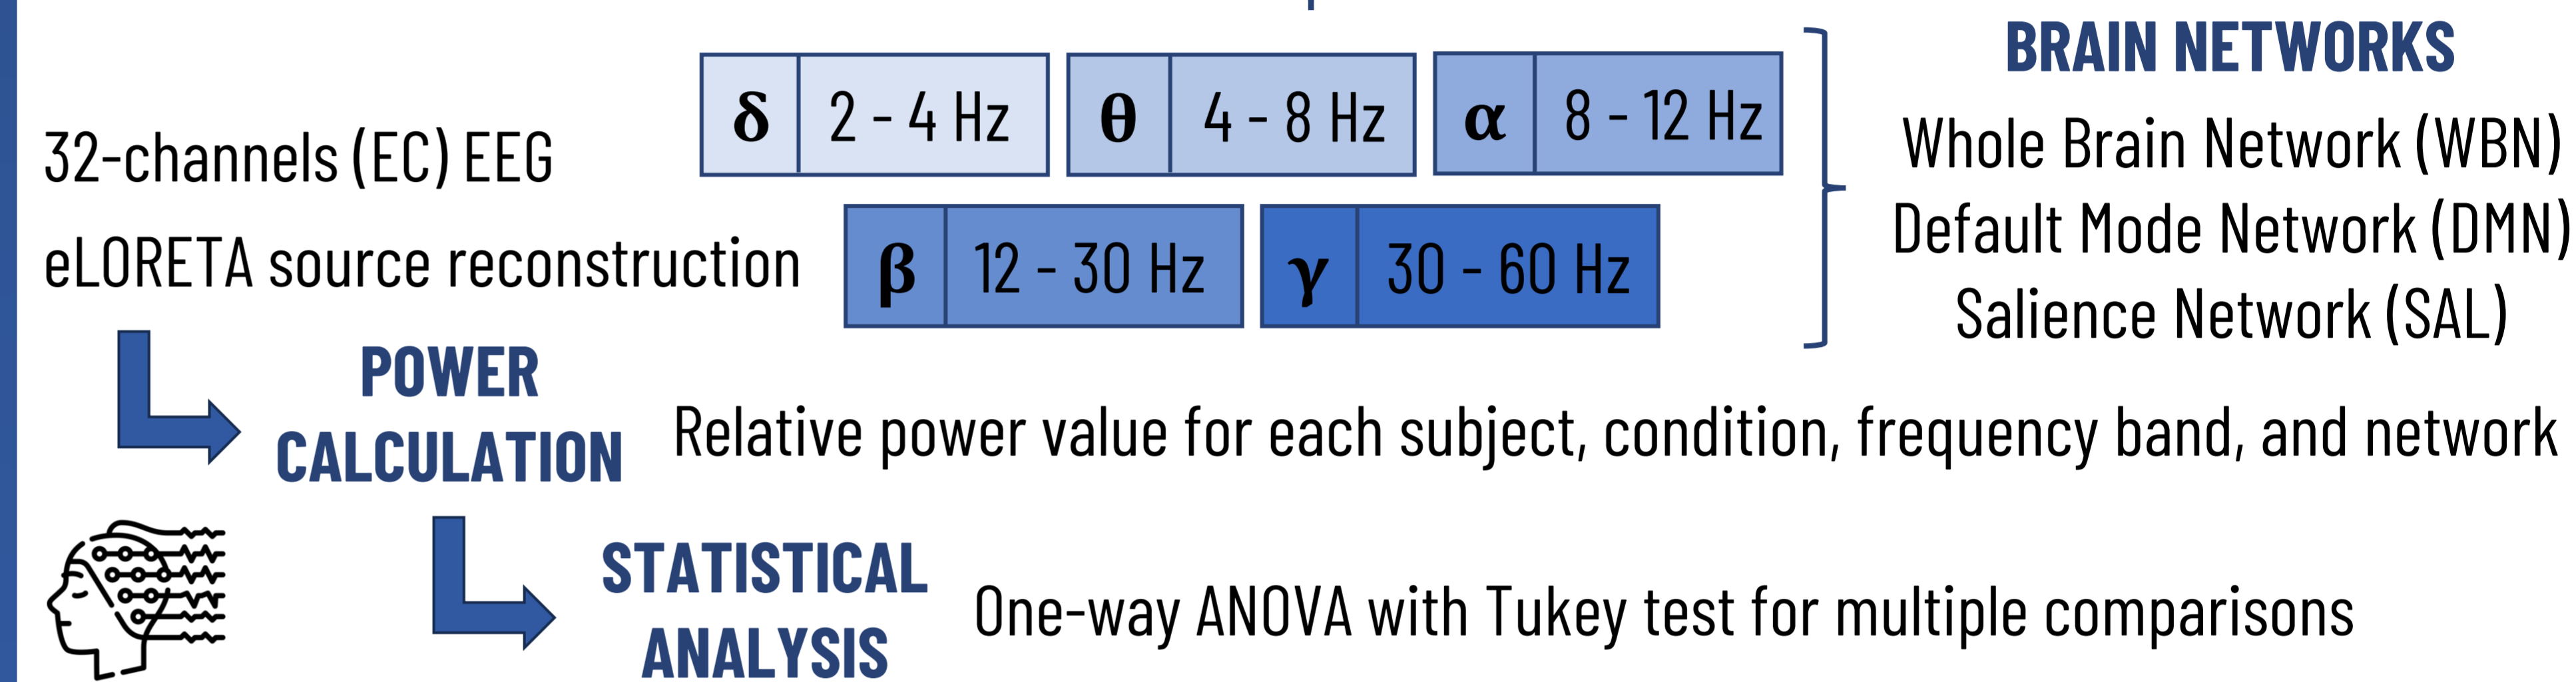 32-channels (EC) EEG
eLORETA source reconstruction
δ 2 - 4 Hz
θ 4 - 8 Hz
α 8 - 12 Hz
β 12 - 30 Hz
γ 30 - 60 Hz
BRAIN NETWORKS
Whole Brain Network (WBN)
Default Mode Network (DMN)
Salience Network (SAL)
POWER
CALCULATION
Relative power value for each subject, condition, frequency band, and network
STATISTICAL
ANALYSIS
One-way ANOVA with Tukey test for multiple comparisons